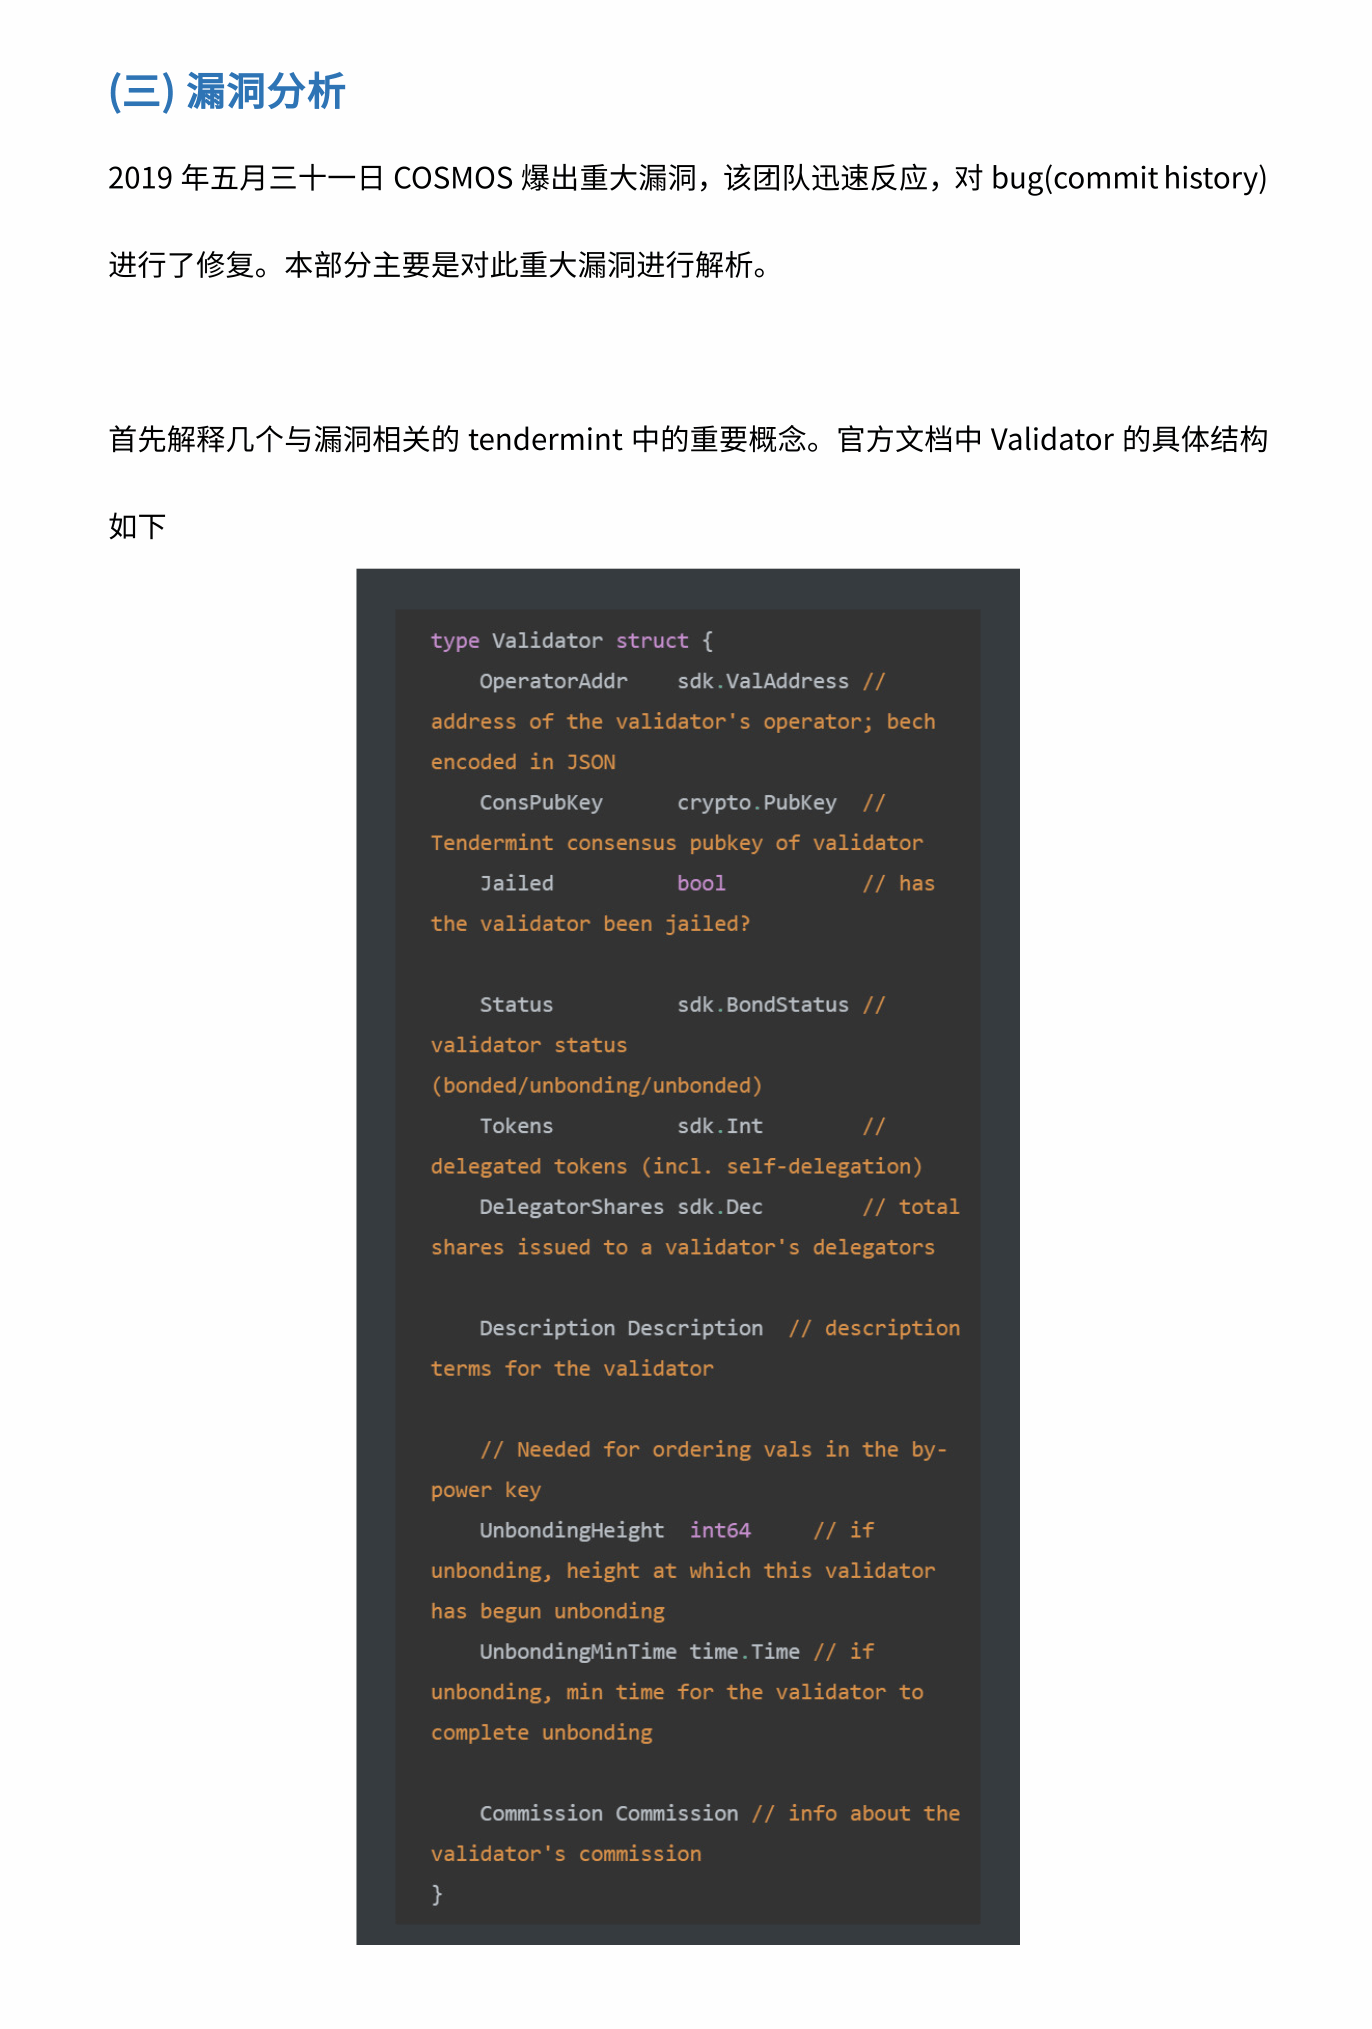 (三) 漏洞分析
2019 年五月三十一日 COSMOS 爆出重大漏洞，该团队迅速反应，对 bug(commit history)
进行了修复。本部分主要是对此重大漏洞进行解析。
首先解释几个与漏洞相关的 tendermint 中的重要概念。官方文档中 Validator 的具体结构
如下
type Validator struct {
    OperatorAddr    sdk.ValAddress //
address of the validator's operator; bech
encoded in JSON
    ConsPubKey      crypto.PubKey  //
Tendermint consensus pubkey of validator
    Jailed          bool           // has
the validator been jailed?
    Status          sdk.BondStatus //
validator status
(bonded/unbonding/unbonded)
    Tokens          sdk.Int        //
delegated tokens (incl. self-delegation)
    DelegatorShares sdk.Dec        // total
shares issued to a validator's delegators
    Description Description  // description
terms for the validator
    // Needed for ordering vals in the by-
power key
    UnbondingHeight  int64     // if
unbonding, height at which this validator
has begun unbonding
    UnbondingMinTime time.Time // if
unbonding, min time for the validator to
complete unbonding
    Commission Commission // info about the
validator's commission
}